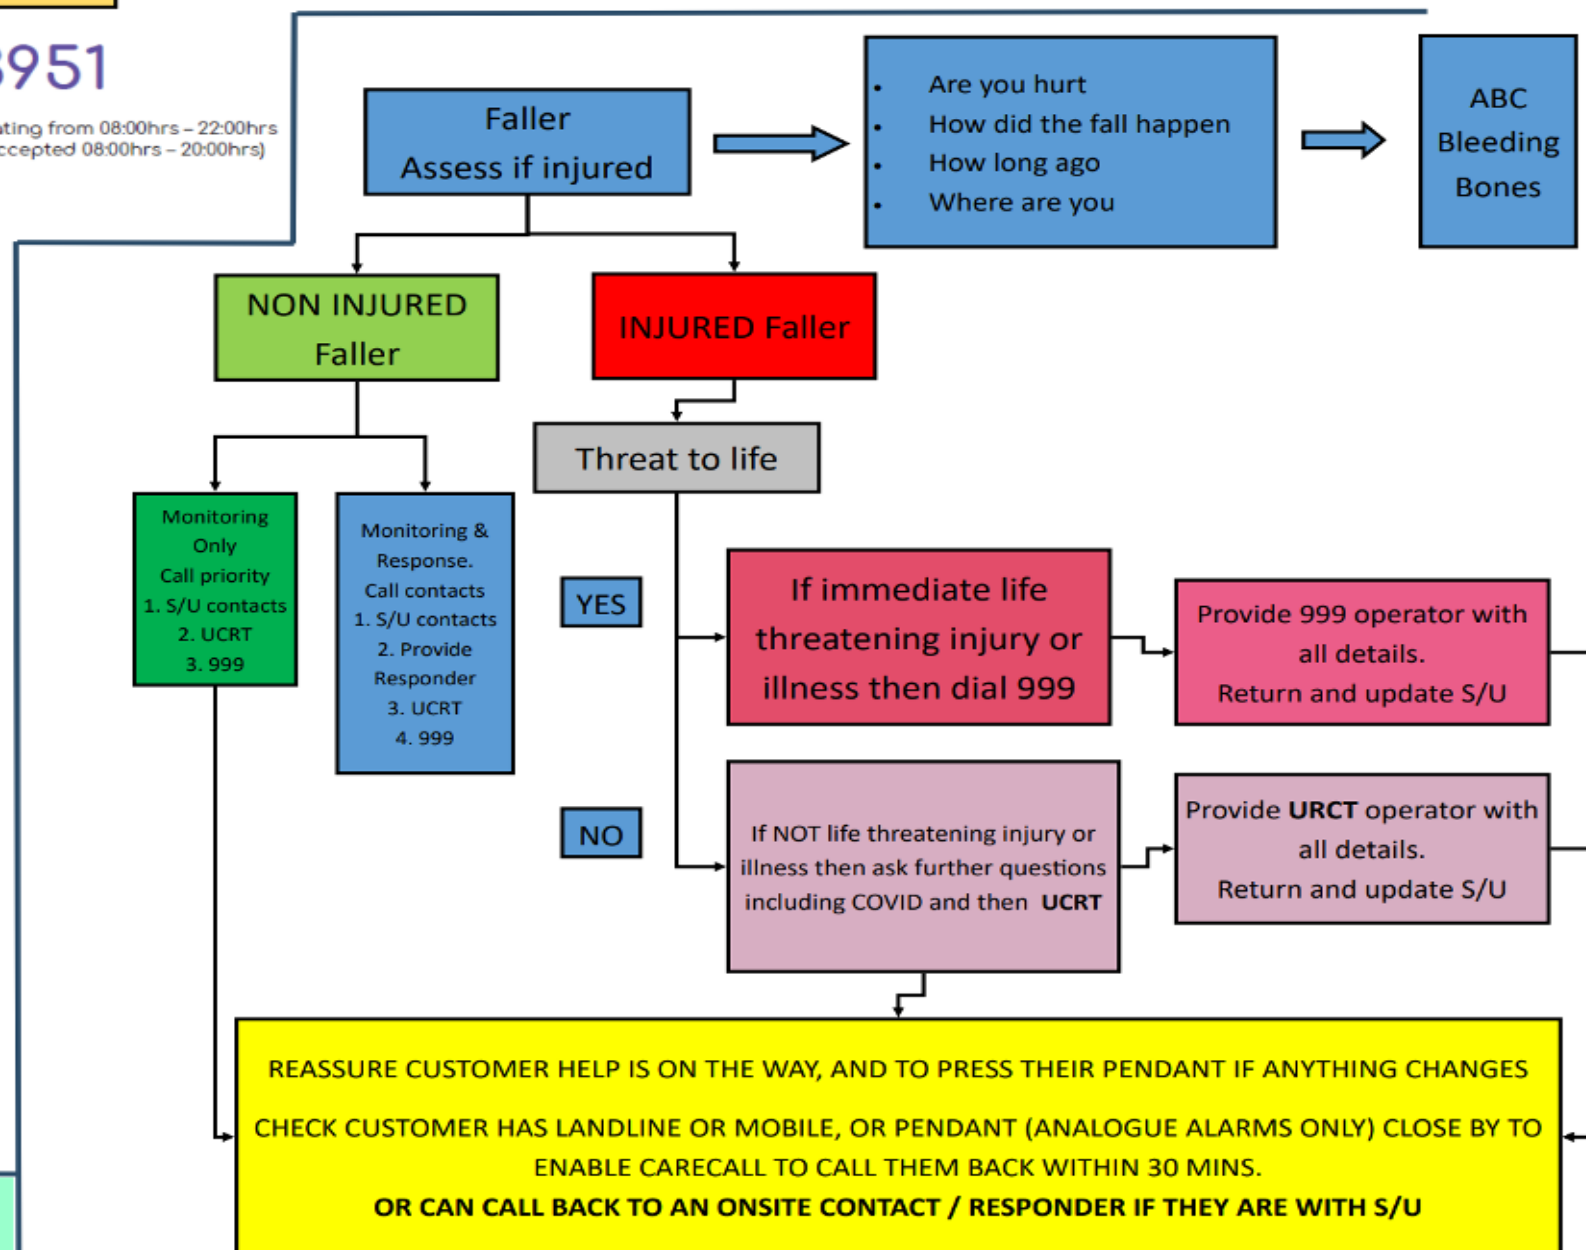 951
ating from 08:00hrs – 22:00hrs
ccepted 08:00hrs – 20:00hrs)
Faller
Assess if injured
• Are you hurt
• How did the fall happen
• How long ago
• Where are you
ABC
Bleeding
Bones
NON INJURED
Faller
INJURED Faller
Threat to life
Monitoring
Only
Call priority
1. S/U contacts
2. UCRT
3. 999
Monitoring &
Response.
Call contacts
1. S/U contacts
2. Provide
Responder
3. UCRT
4. 999
YES
If immediate life
threatening injury or
illness then dial 999
Provide 999 operator with
all details.
Return and update S/U
NO
If NOT life threatening injury or
illness then ask further questions
including COVID and then UCRT
Provide URCT operator with
all details.
Return and update S/U
REASSURE CUSTOMER HELP IS ON THE WAY, AND TO PRESS THEIR PENDANT IF ANYTHING CHANGES
CHECK CUSTOMER HAS LANDLINE OR MOBILE, OR PENDANT (ANALOGUE ALARMS ONLY) CLOSE BY TO
ENABLE CARECALL TO CALL THEM BACK WITHIN 30 MINS.
OR CAN CALL BACK TO AN ONSITE CONTACT / RESPONDER IF THEY ARE WITH S/U